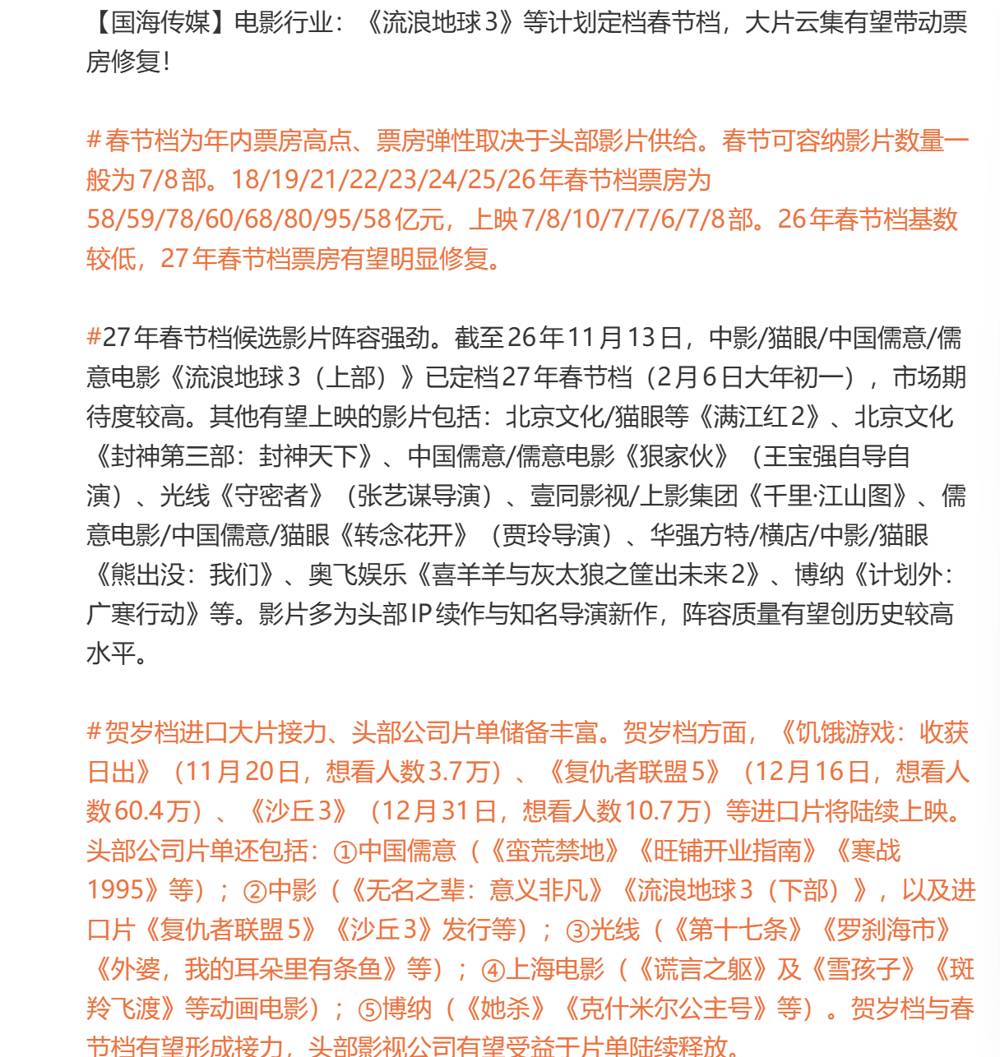 【国海传媒】电影行业：《流浪地球3》等计划定档春节档，大片云集有望带动票
房修复！
#春节档为年内票房高点、票房弹性取决于头部影片供给。春节可容纳影片数量一
般为7/8部。18/19/21/22/23/24/25/26年春节档票房为
58/59/78/60/68/80/95/58亿元，上映7/8/10/7/7/6/7/8部。26年春节档基数
较低，27年春节档票房有望明显修复。
#27年春节档候选影片阵容强劲。截至26年11月13日，中影/猫眼/中国儒意/儒
意电影《流浪地球3（上部）》已定档27年春节档（2月6日大年初一），市场期
待度较高。其他有望上映的影片包括：北京文化/猫眼等《满江红2》、北京文化
《封神第三部：封神天下》、中国儒意/儒意电影《狠家伙》（王宝强自导自
演）、光线《守密者》（张艺谋导演）、壹同影视/上影集团《千里·江山图》、儒
意电影/中国儒意/猫眼《转念花开》（贾玲导演）、华强方特/横店/中影/猫眼
《熊出没：我们》、奥飞娱乐《喜羊羊与灰太狼之筐出未来2》、博纳《计划外：
广寒行动》等。影片多为头部IP续作与知名导演新作，阵容质量有望创历史较高
水平。
#贺岁档进口大片接力、头部公司片单储备丰富。贺岁档方面，《饥饿游戏：收获
日出》（11月20日，想看人数3.7万）、《复仇者联盟5》（12月16日，想看人
数60.4万）、《沙丘3》（12月31日，想看人数10.7万）等进口片将陆续上映。
头部公司片单还包括：①中国儒意（《蛮荒禁地》《旺铺开业指南》《寒战
1995》等）；②中影（《无名之辈：意义非凡》《流浪地球3（下部）》，以及进
口片《复仇者联盟5》《沙丘3》发行等）；③光线（《第十七条》《罗刹海市》
《外婆，我的耳朵里有条鱼》等）；④上海电影（《谎言之躯》及《雪孩子》《斑
羚飞渡》等动画电影）；⑤博纳（《她杀》《克什米尔公主号》等）。贺岁档与春
节档有望形成接力，头部影视公司有望受益于片单陆续释放。